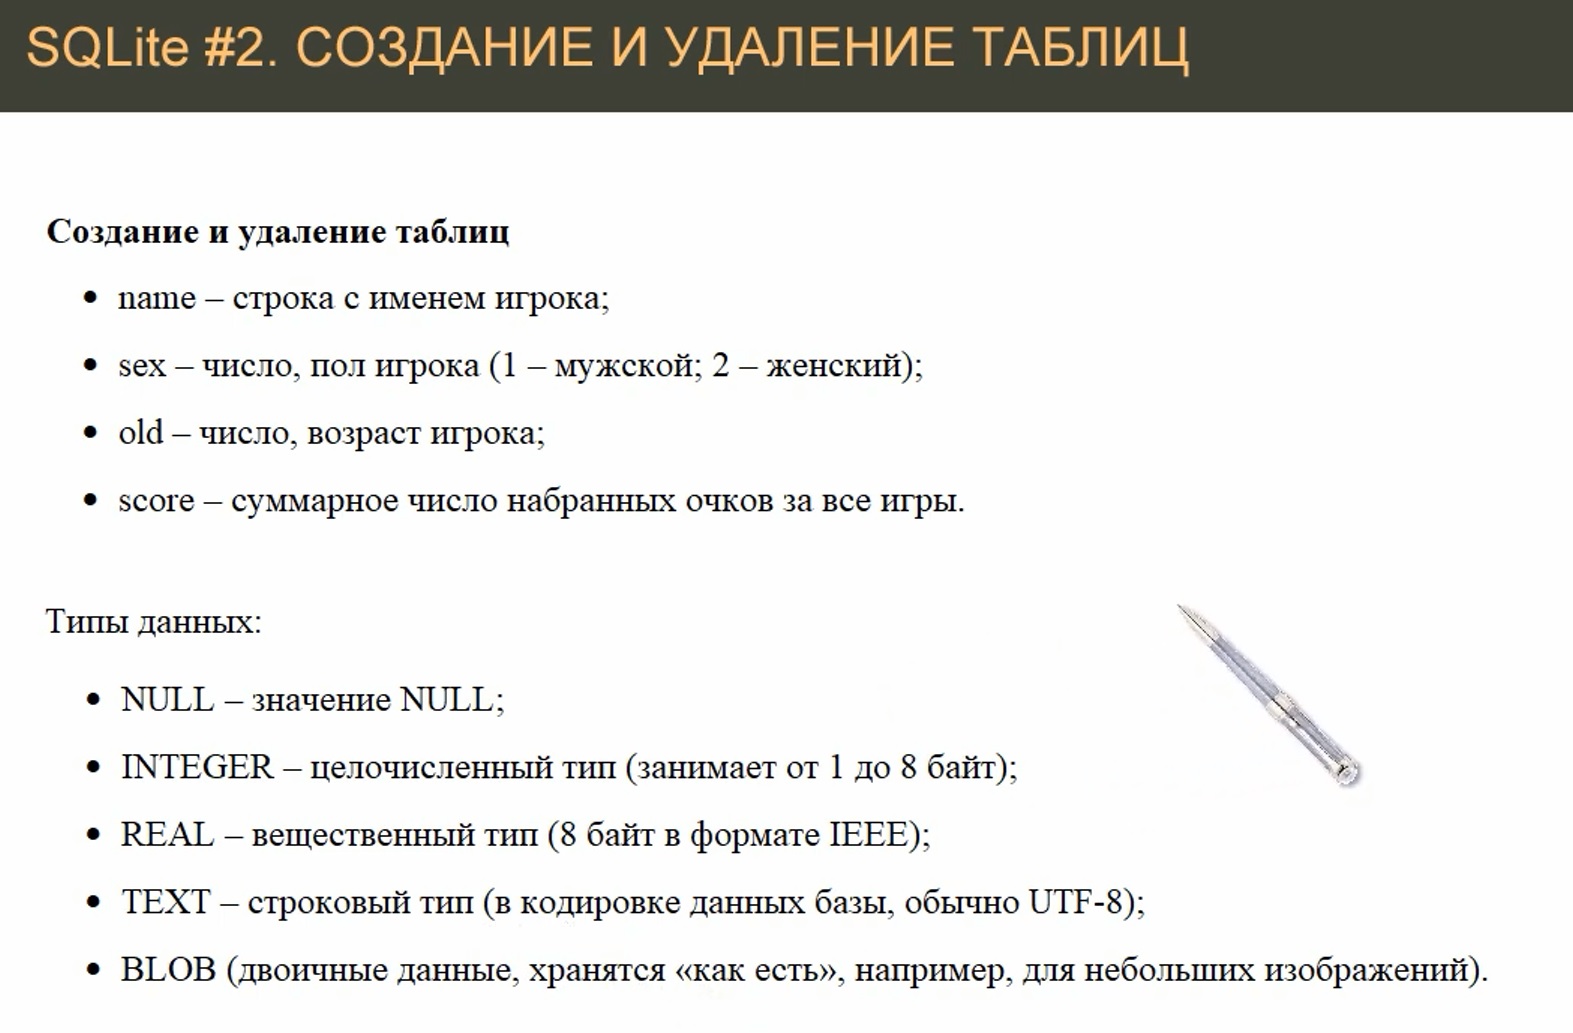 SQLite #2. СОЗДАНИЕ И УДАЛЕНИЕ ТАБЛИЦ
Создание и удаление таблиц
• name – строка с именем игрока;
• sex – число, пол игрока (1 – мужской; 2 – женский);
• old – число, возраст игрока;
• score – суммарное число набранных очков за все игры.
Типы данных:
• NULL – значение NULL;
• INTEGER – целочисленный тип (занимает от 1 до 8 байт);
• REAL – вещественный тип (8 байт в формате IEEE);
• TEXT – строковый тип (в кодировке данных базы, обычно UTF-8);
• BLOB (двоичные данные, хранятся «как есть», например, для небольших изображений).